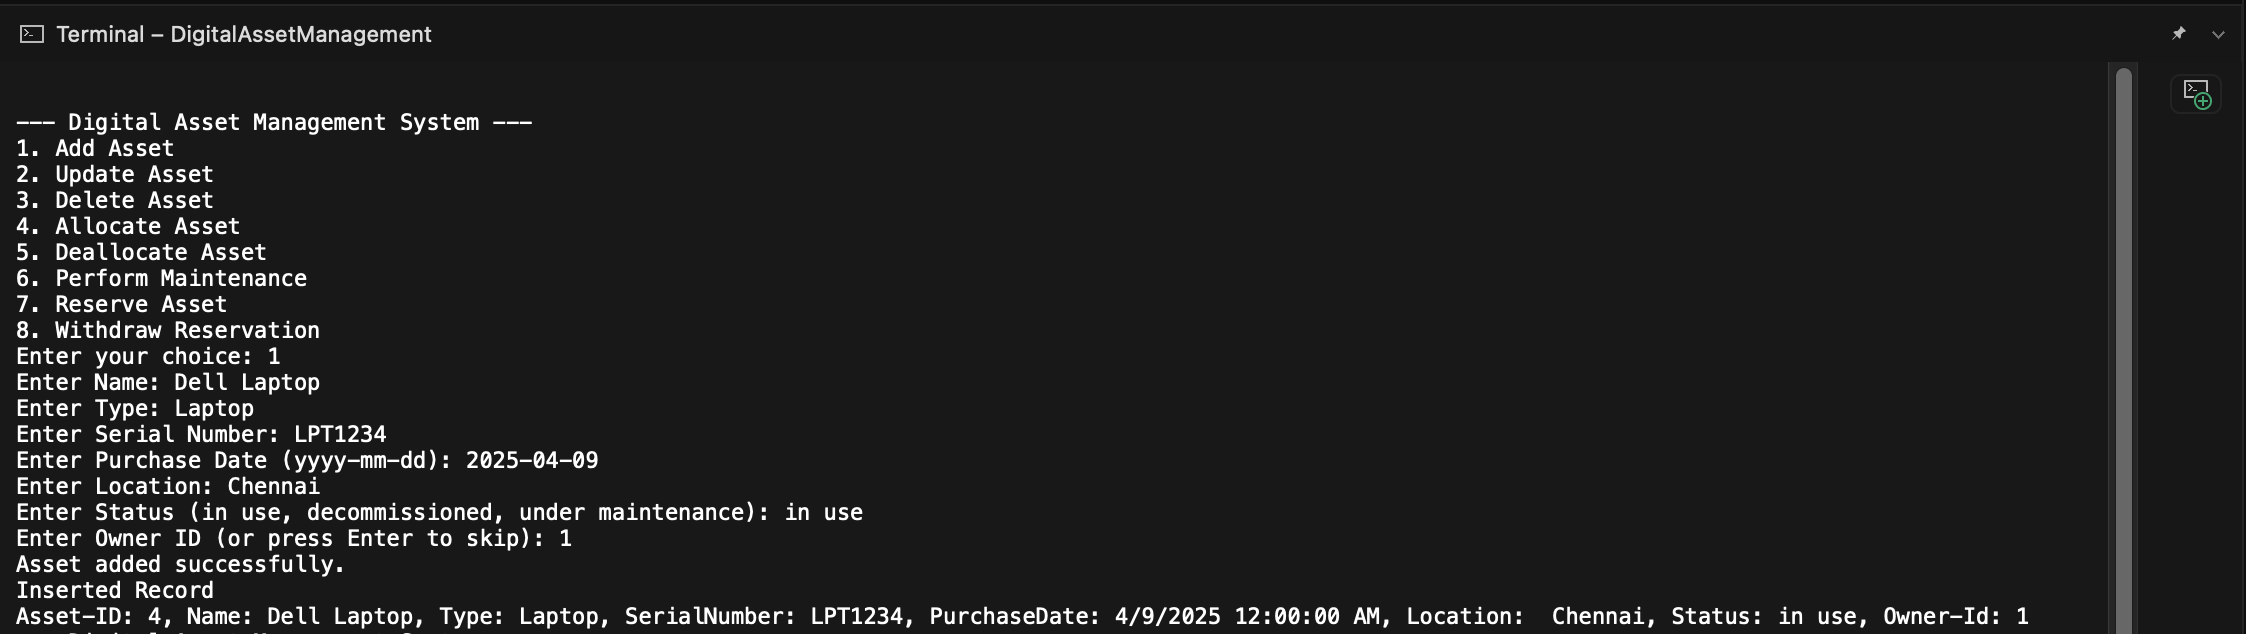 Terminal – DigitalAssetManagement
--- Digital Asset Management System ---
1. Add Asset
2. Update Asset
3. Delete Asset
4. Allocate Asset
5. Deallocate Asset
6. Perform Maintenance
7. Reserve Asset
8. Withdraw Reservation
Enter your choice: 1
Enter Name: Dell Laptop
Enter Type: Laptop
Enter Serial Number: LPT1234
Enter Purchase Date (yyyy-mm-dd): 2025-04-09
Enter Location: Chennai
Enter Status (in use, decommissioned, under maintenance): in use
Enter Owner ID (or press Enter to skip): 1
Asset added successfully.
Inserted Record
Asset-ID: 4, Name: Dell Laptop, Type: Laptop, SerialNumber: LPT1234, PurchaseDate: 4/9/2025 12:00:00 AM, Location:  Chennai, Status: in use, Owner-Id: 1